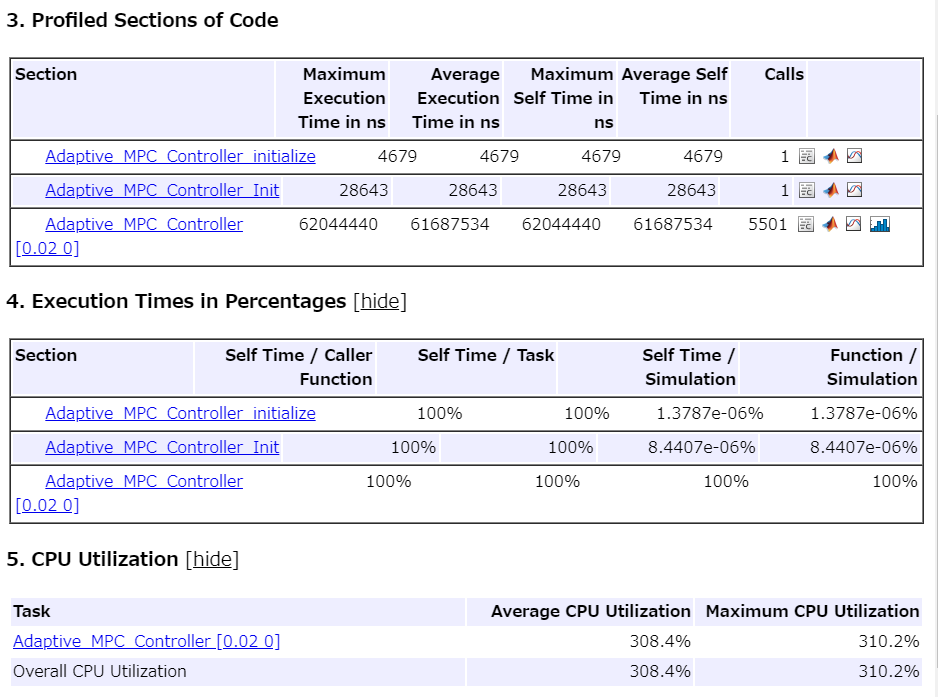 3. Profiled Sections of Code
Section Maximum Execution Time in ns Average Execution Time in ns Maximum Self Time in ns Average Self Time in ns Calls
Adaptive_MPC_Controller_initialize 4679 4679 4679 4679 1
Adaptive_MPC_Controller_Init 28643 28643 28643 28643 1
Adaptive_MPC_Controller [0.02 0] 62044440 61687534 62044440 61687534 5501
4. Execution Times in Percentages [hide]
Section Self Time / Caller Function Self Time / Task Self Time / Simulation Function / Simulation
Adaptive_MPC_Controller_initialize 100% 100% 1.3787e-06% 1.3787e-06%
Adaptive_MPC_Controller_Init 100% 100% 8.4407e-06% 8.4407e-06%
Adaptive_MPC_Controller [0.02 0] 100% 100% 100% 100%
5. CPU Utilization [hide]
Task Average CPU Utilization Maximum CPU Utilization
Adaptive_MPC_Controller [0.02 0] 308.4% 310.2%
Overall CPU Utilization 308.4% 310.2%